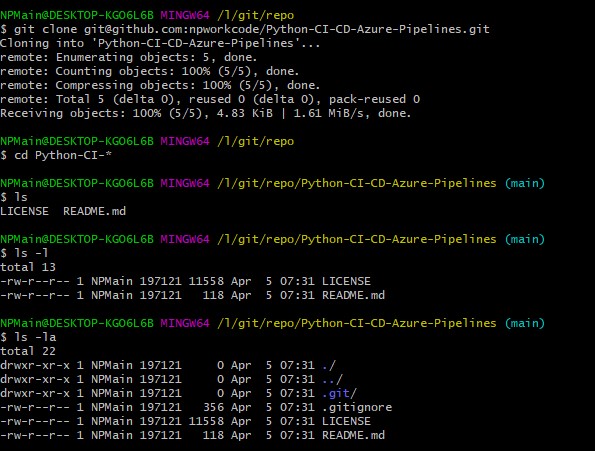 NPMain@DESKTOP-KGO6L6B MINGW64 /l/git/repo
$ git clone git@github.com:npworkcode/Python-CI-CD-Azure-Pipelines.git
Cloning into 'Python-CI-CD-Azure-Pipelines'...
remote: Enumerating objects: 5, done.
remote: Counting objects: 100% (5/5), done.
remote: Compressing objects: 100% (5/5), done.
remote: Total 5 (delta 0), reused 0 (delta 0), pack-reused 0
Receiving objects: 100% (5/5), 4.83 KiB | 1.61 MiB/s, done.
NPMain@DESKTOP-KGO6L6B MINGW64 /l/git/repo
$ cd Python-CI-*
NPMain@DESKTOP-KGO6L6B MINGW64 /l/git/repo/Python-CI-CD-Azure-Pipelines (main)
$ ls
LICENSE  README.md
NPMain@DESKTOP-KGO6L6B MINGW64 /l/git/repo/Python-CI-CD-Azure-Pipelines (main)
$ ls -l
total 13
-rw-r--r-- 1 NPMain 197121 11558 Apr  5 07:31 LICENSE
-rw-r--r-- 1 NPMain 197121   118 Apr  5 07:31 README.md
NPMain@DESKTOP-KGO6L6B MINGW64 /l/git/repo/Python-CI-CD-Azure-Pipelines (main)
$ ls -la
total 22
drwxr-xr-x 1 NPMain 197121     0 Apr  5 07:31 ./
drwxr-xr-x 1 NPMain 197121     0 Apr  5 07:31 ../
drwxr-xr-x 1 NPMain 197121     0 Apr  5 07:31 .git/
-rw-r--r-- 1 NPMain 197121   356 Apr  5 07:31 .gitignore
-rw-r--r-- 1 NPMain 197121 11558 Apr  5 07:31 LICENSE
-rw-r--r-- 1 NPMain 197121   118 Apr  5 07:31 README.md